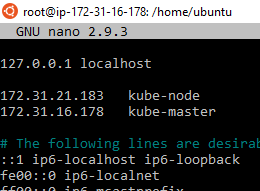 root@ip-172-31-16-178: /home/ubuntu
GNU nano 2.9.3
127.0.0.1 localhost
172.31.21.183 kube-node
172.31.16.178 kube-master
# The following lines are desirab
::1 ip6-localhost ip6-loopback
fe00::0 ip6-localnet
ff00::0 ip6-mcastprefix